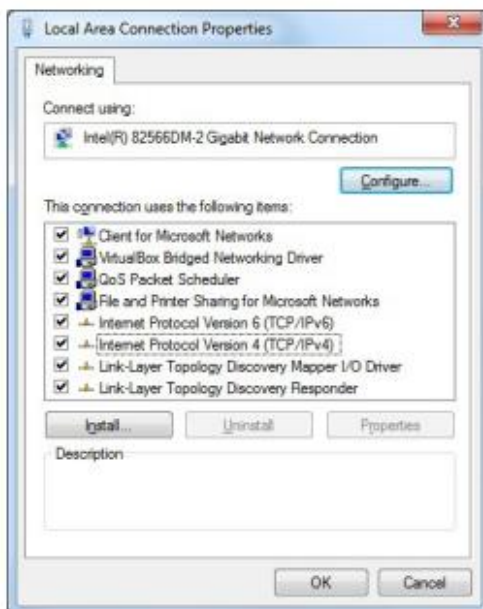 Local Area Connection Properties
Networking
Connect using:
Intel(R) 82566DM-2 Gigabit Network Connection
Configure...
This connection uses the following items:
Client for Microsoft Networks
VirtualBox Bridged Networking Driver
QoS Packet Scheduler
File and Printer Sharing for Microsoft Networks
Internet Protocol Version 6 (TCP/IPv6)
Internet Protocol Version 4 (TCP/IPv4)
Link-Layer Topology Discovery Mapper I/O Driver
Link-Layer Topology Discovery Responder
Install... Uninstall Properties
Description
OK Cancel